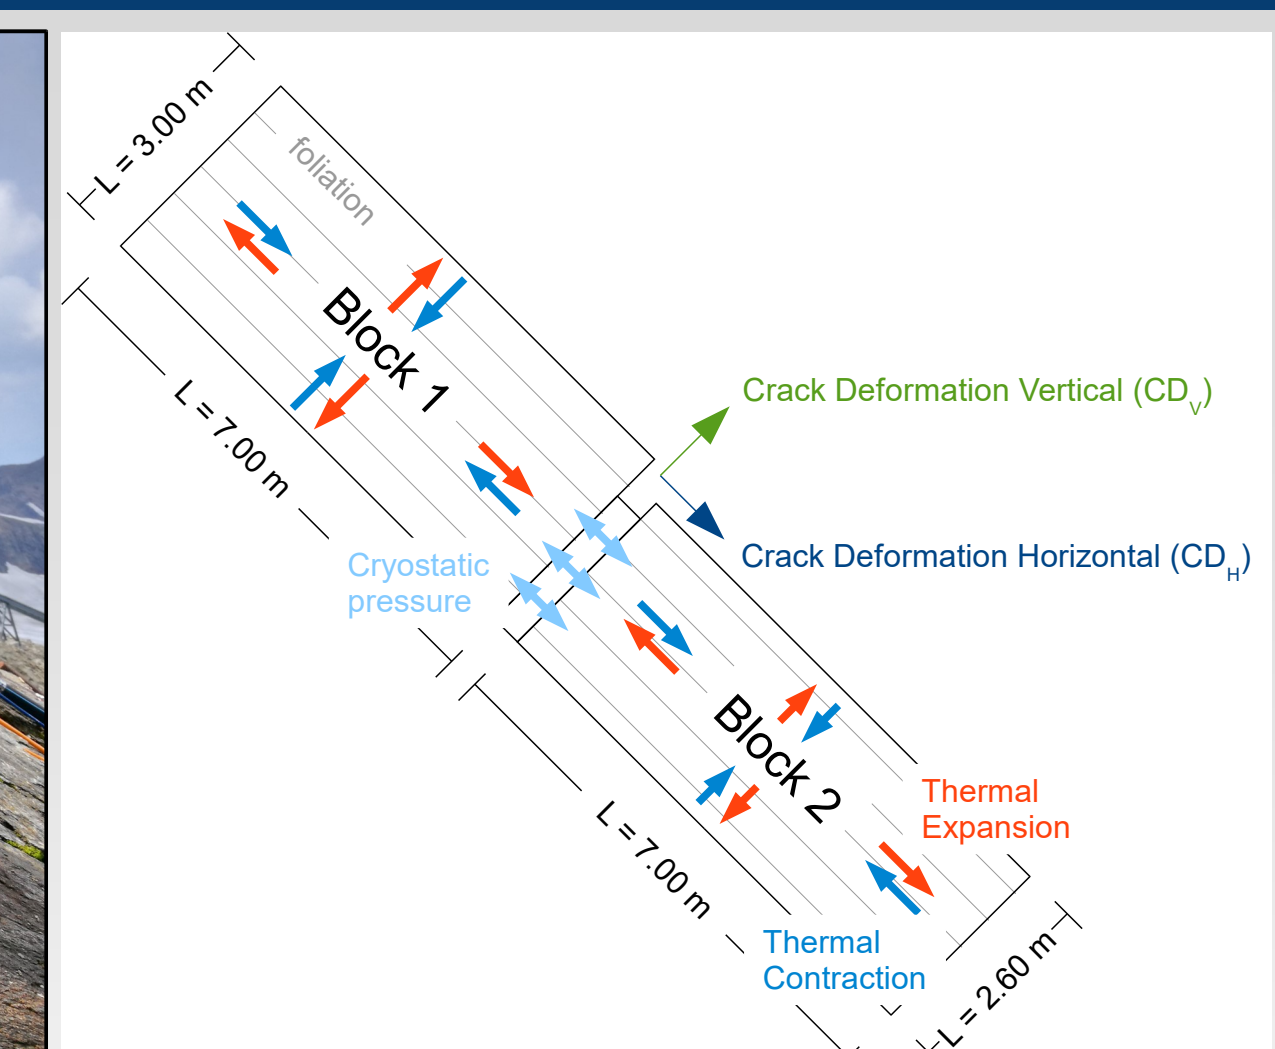 L = 3.00 m
foliation
Block 1
L = 7.00 m
Crack Deformation Vertical (CDV)
Crack Deformation Horizontal (CDH)
Cryostatic
pressure
Block 2
Thermal
Expansion
L = 7.00 m
Thermal
Contraction
L = 2.60 m